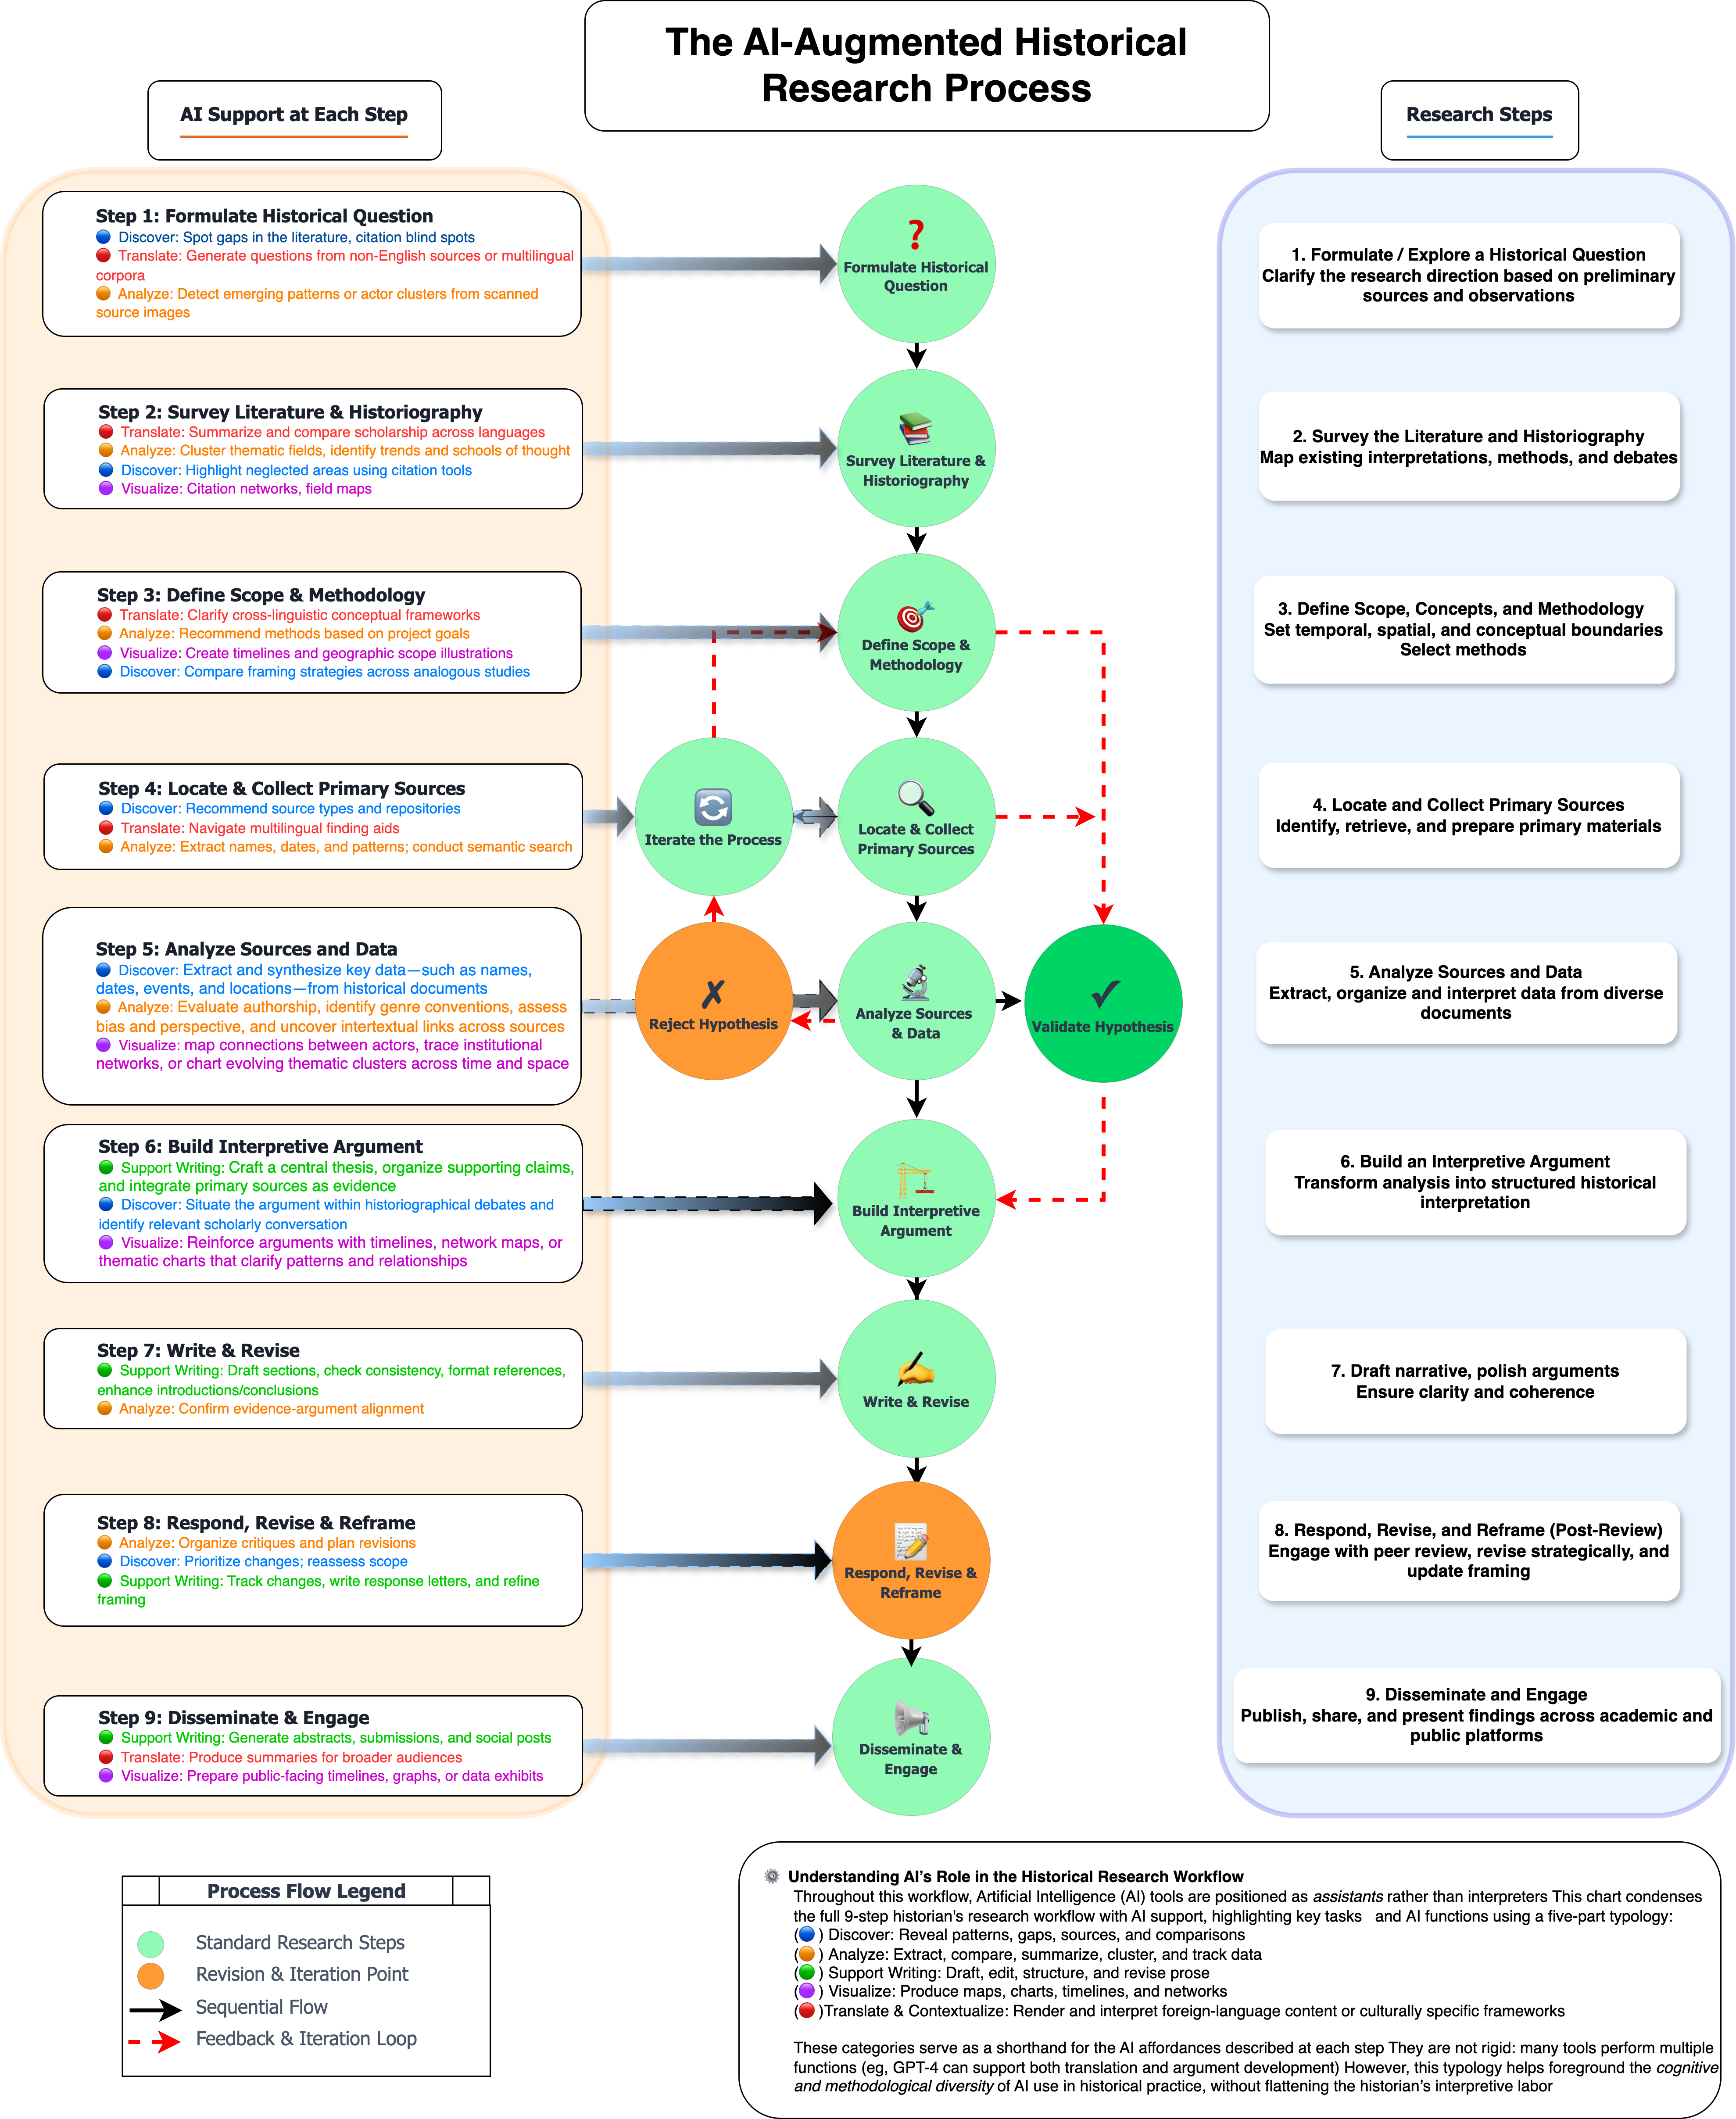 The AI-Augmented Historical
Research Process
AI Support at Each Step
Research Steps
Step 1: Formulate Historical Question
Discover: Spot gaps in the literature, citation blind spots
Translate: Generate questions from non-English sources or multilingual
corpora
Analyze: Detect emerging patterns or actor clusters from scanned
source images
?
Formulate Historical
Question
1. Formulate / Explore a Historical Question
Clarify the research direction based on preliminary
sources and observations
Step 2: Survey Literature & Historiography
Translate: Summarize and compare scholarship across languages
Analyze: Cluster thematic fields, identify trends and schools of thought
Discover: Highlight neglected areas using citation tools
Visualize: Citation networks, field maps
Survey Literature &
Historiography
2. Survey the Literature and Historiography
Map existing interpretations, methods, and debates
Step 3: Define Scope & Methodology
Translate: Clarify cross-linguistic conceptual frameworks
Analyze: Recommend methods based on project goals
Visualize: Create timelines and geographic scope illustrations
Discover: Compare framing strategies across analogous studies
Define Scope &
Methodology
3. Define Scope, Concepts, and Methodology
Set temporal, spatial, and conceptual boundaries
Select methods
Step 4: Locate & Collect Primary Sources
Discover: Recommend source types and repositories
Translate: Navigate multilingual finding aids
Analyze: Extract names, dates, and patterns; conduct semantic search
Iterate the Process
Locate & Collect
Primary Sources
4. Locate and Collect Primary Sources
Identify, retrieve, and prepare primary materials
Step 5: Analyze Sources and Data
Discover: Extract and synthesize key data—such as names,
dates, events, and locations—from historical documents
Analyze: Evaluate authorship, identify genre conventions, assess
bias and perspective, and uncover intertextual links across sources
Visualize: map connections between actors, trace institutional
networks, or chart evolving thematic clusters across time and space
✗
Reject Hypothesis
Analyze Sources
& Data
✓
Validate Hypothesis
5. Analyze Sources and Data
Extract, organize and interpret data from diverse
documents
Step 6: Build Interpretive Argument
Support Writing: Craft a central thesis, organize supporting claims,
and integrate primary sources as evidence
Discover: Situate the argument within historiographical debates and
identify relevant scholarly conversation
Visualize: Reinforce arguments with timelines, network maps, or
thematic charts that clarify patterns and relationships
Build Interpretive
Argument
6. Build an Interpretive Argument
Transform analysis into structured historical
interpretation
Step 7: Write & Revise
Support Writing: Draft sections, check consistency, format references,
enhance introductions/conclusions
Analyze: Confirm evidence-argument alignment
Write & Revise
7. Draft narrative, polish arguments
Ensure clarity and coherence
Step 8: Respond, Revise & Reframe
Analyze: Organize critiques and plan revisions
Discover: Prioritize changes; reassess scope
Support Writing: Track changes, write response letters, and refine
framing
Respond, Revise &
Reframe
8. Respond, Revise, and Reframe (Post-Review)
Engage with peer review, revise strategically, and
update framing
Step 9: Disseminate & Engage
Support Writing: Generate abstracts, submissions, and social posts
Translate: Produce summaries for broader audiences
Visualize: Prepare public-facing timelines, graphs, or data exhibits
Disseminate &
Engage
9. Disseminate and Engage
Publish, share, and present findings across academic and
public platforms
Process Flow Legend
Standard Research Steps
Revision & Iteration Point
Sequential Flow
Feedback & Iteration Loop
Understanding AI's Role in the Historical Research Workflow
Throughout this workflow, Artificial Intelligence (AI) tools are positioned as assistants rather than interpreters This chart condenses
the full 9-step historian's research workflow with AI support, highlighting key tasks and AI functions using a five-part typology:
( ) Discover: Reveal patterns, gaps, sources, and comparisons
( ) Analyze: Extract, compare, summarize, cluster, and track data
( ) Support Writing: Draft, edit, structure, and revise prose
( ) Visualize: Produce maps, charts, timelines, and networks
( )Translate & Contextualize: Render and interpret foreign-language content or culturally specific frameworks
These categories serve as a shorthand for the AI affordances described at each step They are not rigid: many tools perform multiple
functions (eg, GPT-4 can support both translation and argument development) However, this typology helps foreground the cognitive
and methodological diversity of AI use in historical practice, without flattening the historian's interpretive labor